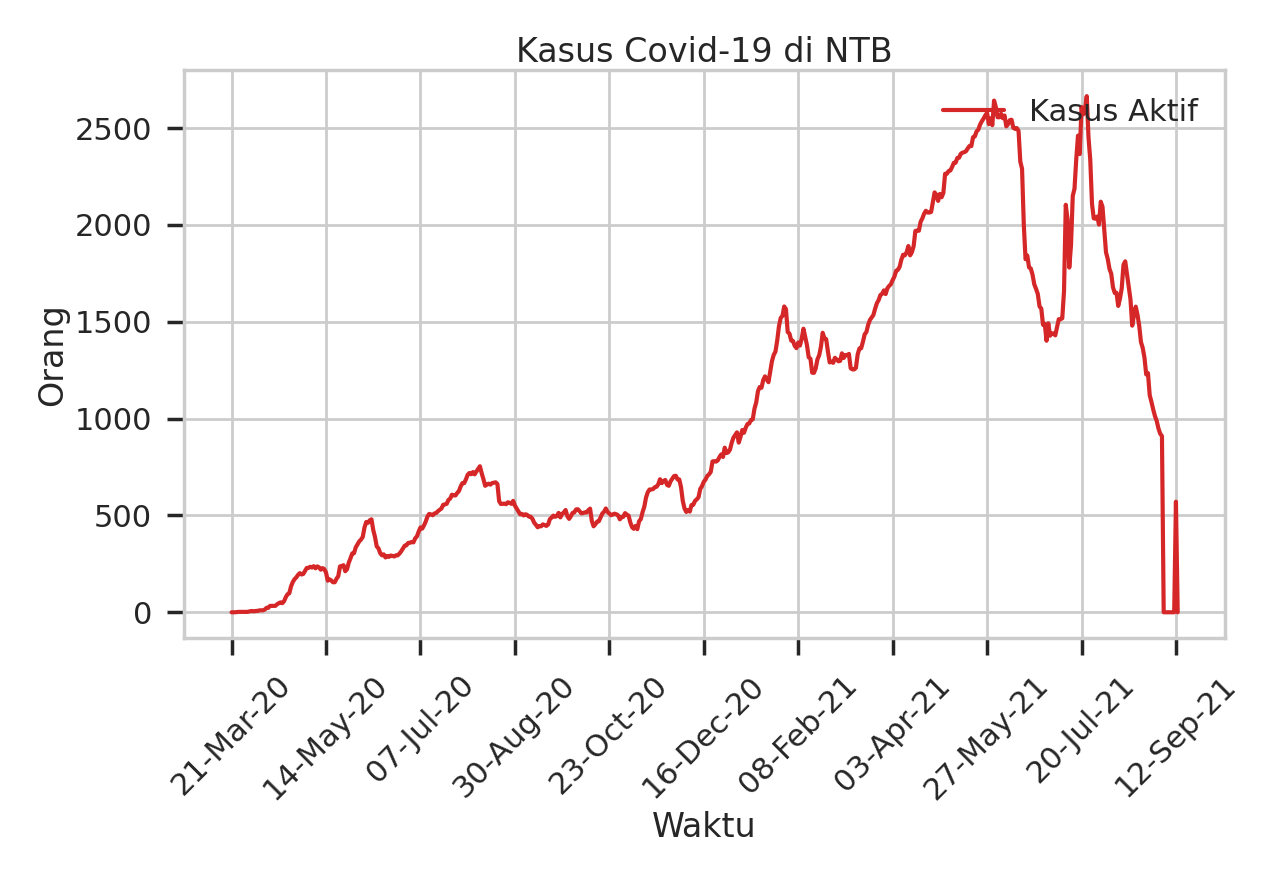 Kasus Covid-19 di NTB
Kasus Aktif
Orang
2500
2000
1500
1000
500
0
21-Mar-20
14-May-20
07-Jul-20
30-Aug-20
23-Oct-20
16-Dec-20
08-Feb-21
03-Apr-21
27-May-21
20-Jul-21
12-Sep-21
Waktu